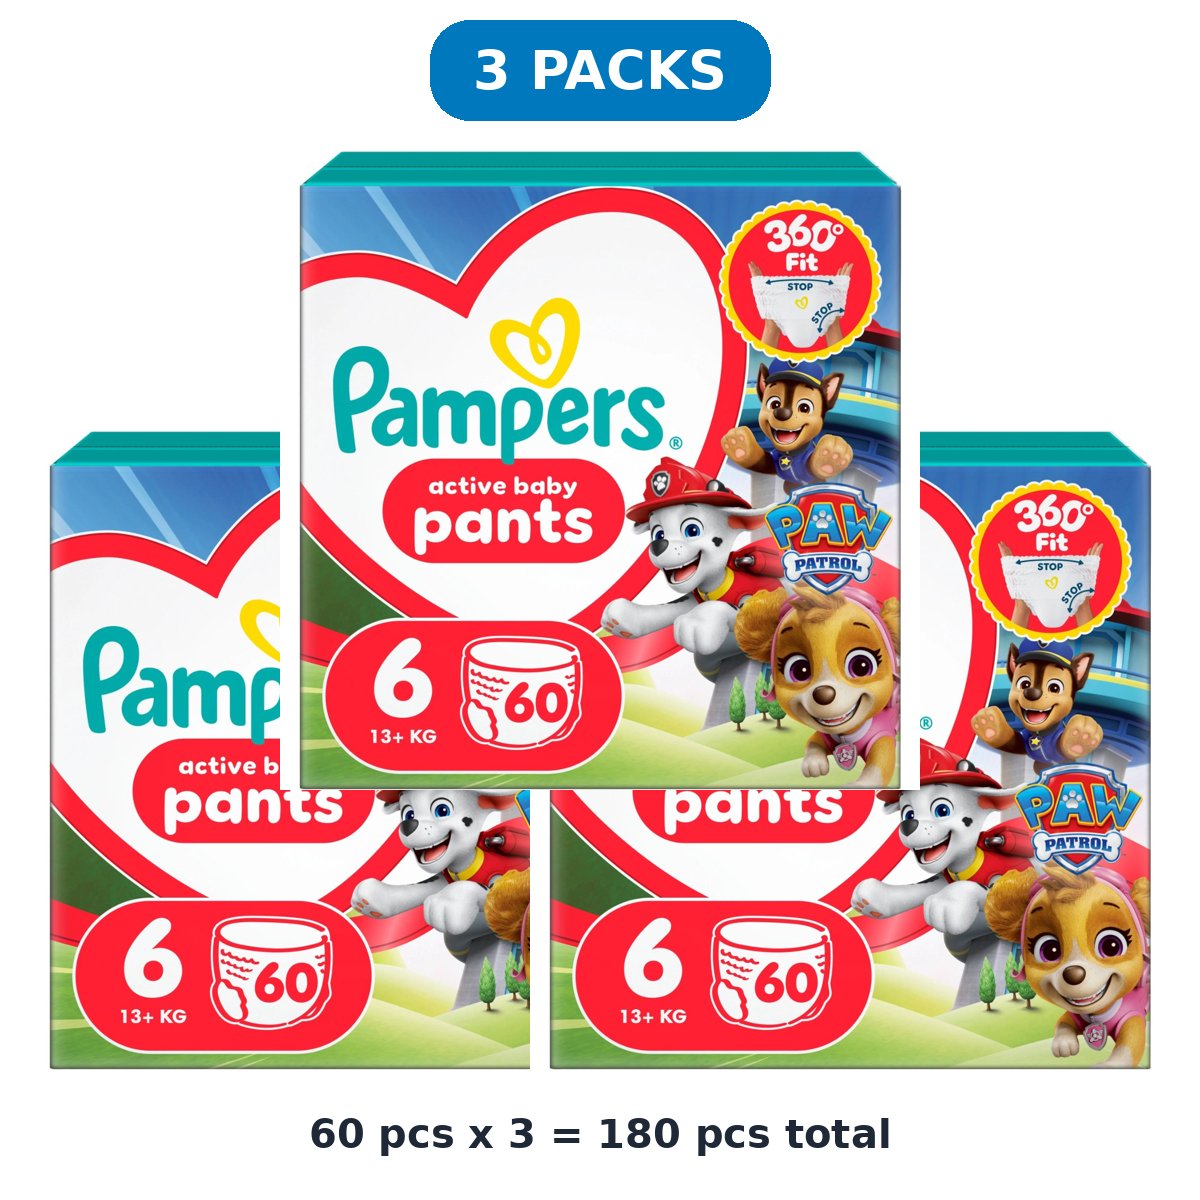 3 PACKS
360°
Fit
STOP
STOP
Pampers®
active baby
pants
PAW
PATROL
6
60
13+ KG
360°
Fit
STOP
STOP
Pamp
active b
pants
6
60
13+ KG
®
pants
PAW
PATROL
6
60
13+ KG
60 pcs x 3 = 180 pcs total